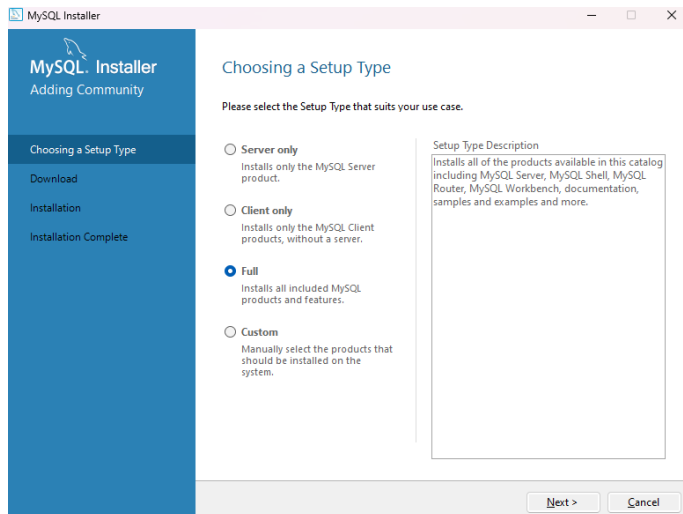 MySQL Installer
MySQL. Installer
Adding Community
Choosing a Setup Type
Download
Installation
Installation Complete
Choosing a Setup Type
Please select the Setup Type that suits your use case.
Server only
Installs only the MySQL Server
product.
Client only
Installs only the MySQL Client
products, without a server.
Full
Installs all included MySQL
products and features.
Custom
Manually select the products that
should be installed on the
system.
Setup Type Description
Installs all of the products available in this catalog
including MySQL Server, MySQL Shell, MySQL
Router, MySQL Workbench, documentation,
samples and examples and more.
Next >
Cancel